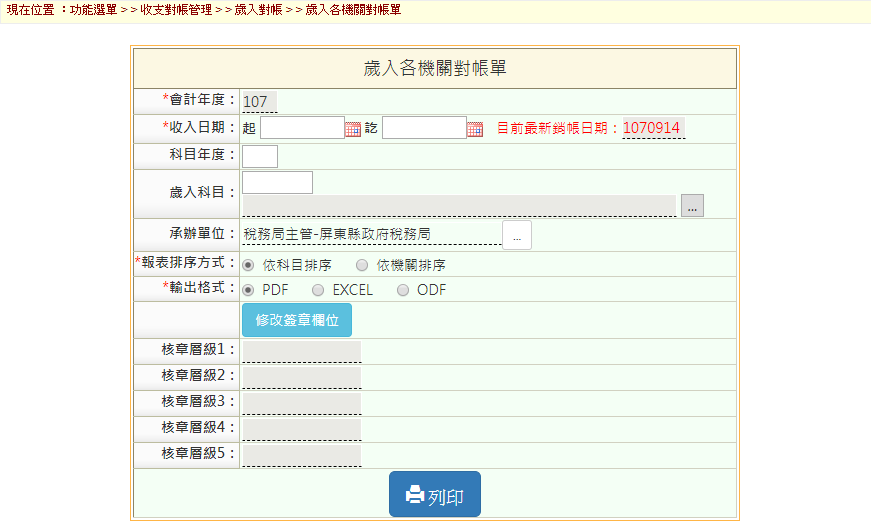 現在位置 ：功能選單 > > 收支對帳管理 > > 歲入對帳 > > 歲入各機關對帳單
歲入各機關對帳單
*會計年度： 107
*收入日期： 起 訖 目前最新銷帳日期：1070914
科目年度：
歲入科目：
...
承辦單位： 稅務局主管-屏東縣政府稅務局 ...
*報表排序方式： 依科目排序 依機關排序
*輸出格式： PDF EXCEL ODF
修改簽章欄位
核章層級1：
核章層級2：
核章層級3：
核章層級4：
核章層級5：
列印